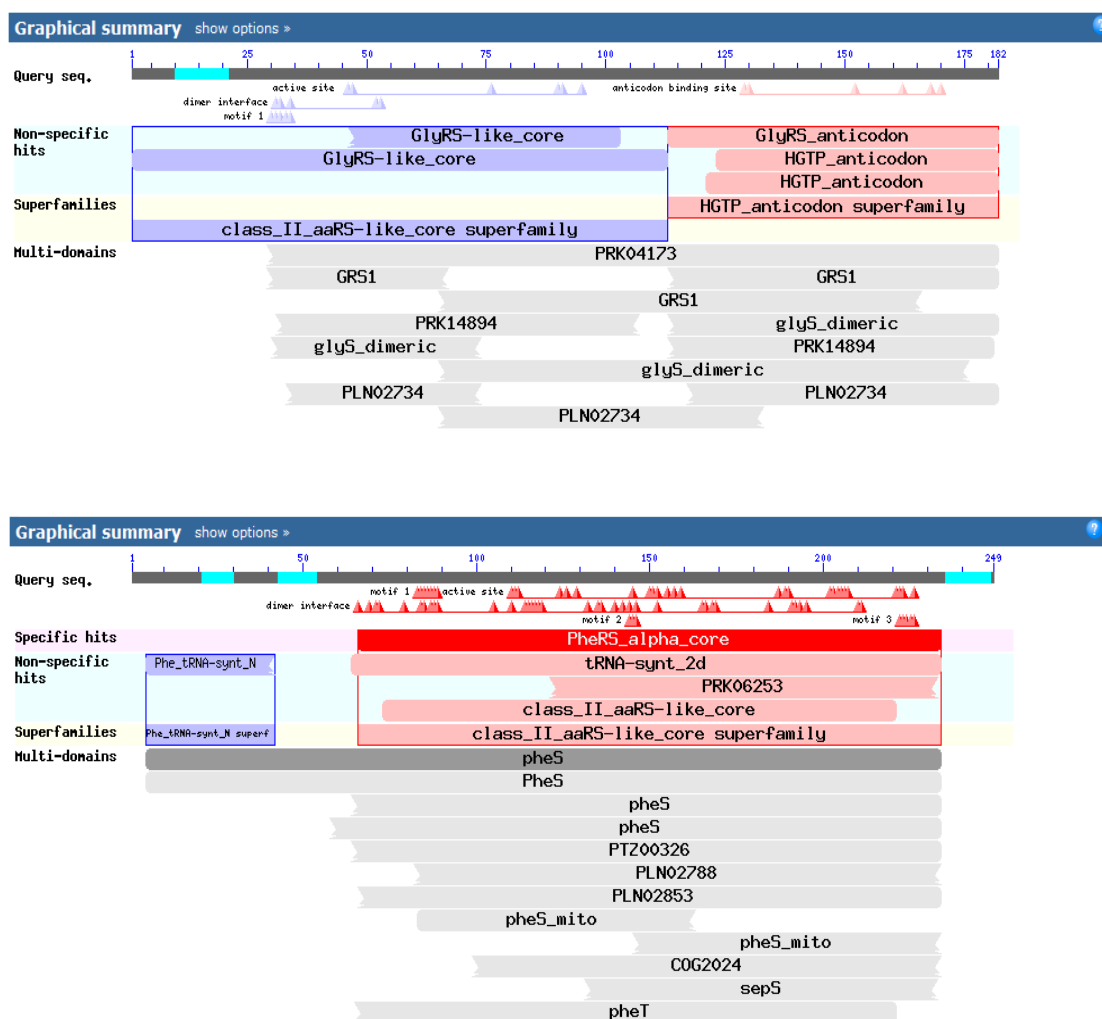 Graphical summary show options »
?
1 25 50 75 100 125 150 175 182
Query seq.
active site anticodon binding site
dimer interface
motif 1
Non-specific hits
GlyRS-like_core GlyRS_anticodon
GlyRS-like_core HGTP_anticodon
HGTP_anticodon
Superfamilies HGTP_anticodon superfamily
class_II_aaRS-like_core superfamily
Multi-domains PRK04173
GRS1 GRS1
GRS1
PRK14894 glyS_dimeric
glyS_dimeric PRK14894
glyS_dimeric
PLN02734 PLN02734
PLN02734
Graphical summary show options »
?
1 50 100 150 200 249
Query seq.
motif 1 active site
dimer interface
motif 2 motif 3
Specific hits PheRS_alpha_core
Non-specific hits
Phe_tRNA-synt_N tRNA-synt_2d
PRK06253
class_II_aaRS-like_core
Superfamilies Phe_tRNA-synt_N superf class_II_aaRS-like_core superfamily
Multi-domains pheS
PheS
pheS
pheS
PTZ00326
PLN02788
PLN02853
pheS_mito
pheS_mito
COG2024
sepS
pheT